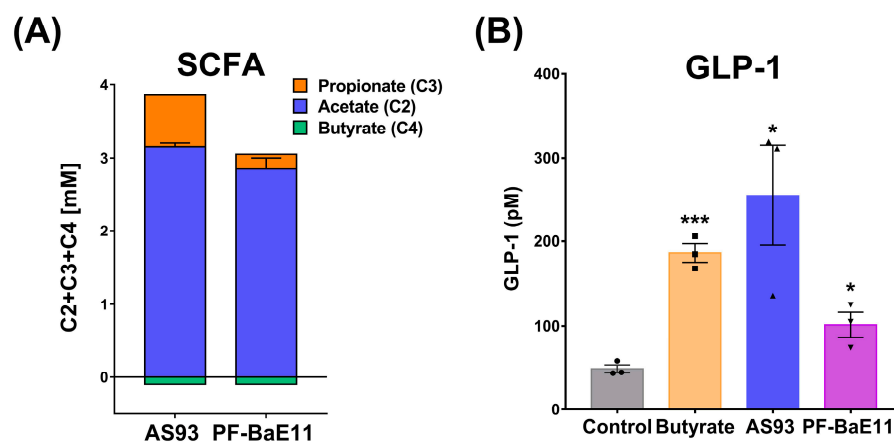 (A)
SCFA
Propionate (C3)
Acetate (C2)
Butyrate (C4)
C2+C3+C4 [mM]
4
3
2
1
0
AS93 PF-BaE11
(B)
GLP-1
GLP-1 (pM)
400
300
200
100
0
***
*
*
Control Butyrate AS93 PF-BaE11